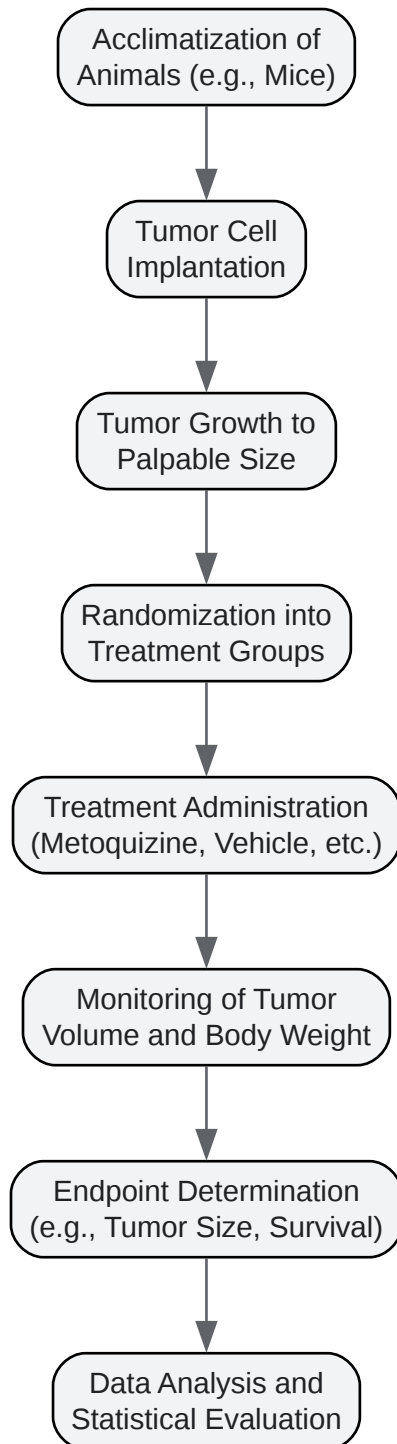 Acclimatization of
Animals (e.g., Mice)
Tumor Cell
Implantation
Tumor Growth to
Palpable Size
Randomization into
Treatment Groups
Treatment Administration
(Metoquizine, Vehicle, etc.)
Monitoring of Tumor
Volume and Body Weight
Endpoint Determination
(e.g., Tumor Size, Survival)
Data Analysis and
Statistical Evaluation